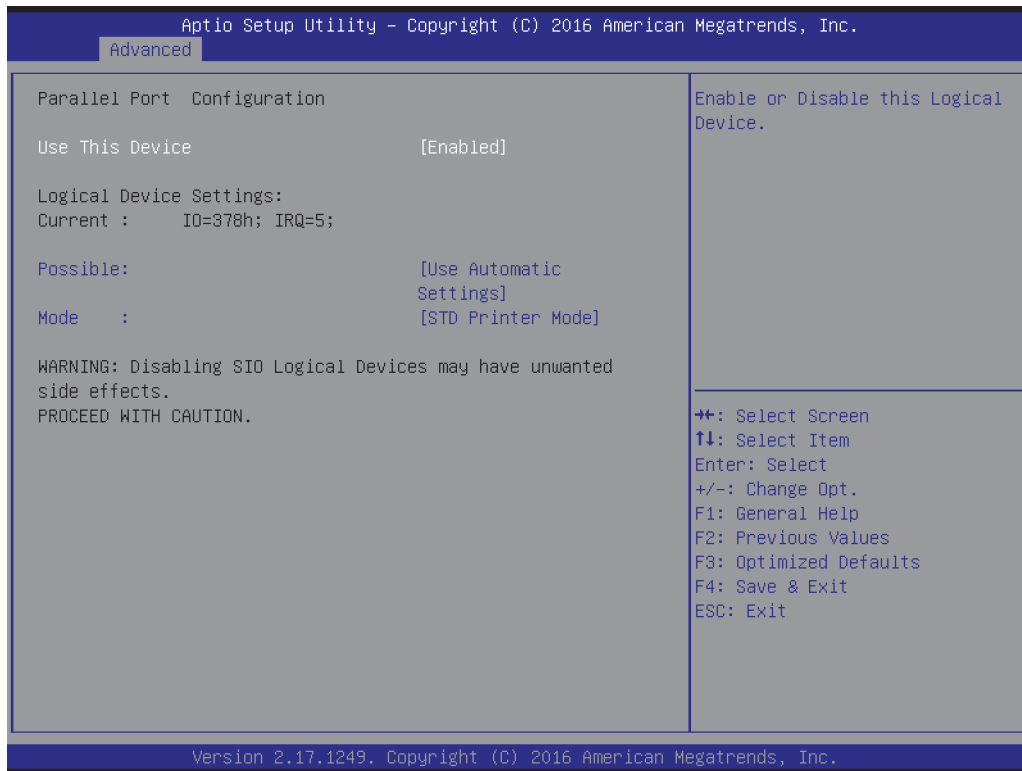 Aptio Setup Utility – Copyright (C) 2016 American Megatrends, Inc.
Advanced
Parallel Port Configuration
Use This Device [Enabled]
Logical Device Settings:
Current : IO=378h; IRQ=5;
Possible: [Use Automatic
Settings]
Mode : [STD Printer Mode]
WARNING: Disabling SIO Logical Devices may have unwanted
side effects.
PROCEED WITH CAUTION.
Enable or Disable this Logical
Device.
→←: Select Screen
↑↓: Select Item
Enter: Select
+/-: Change Opt.
F1: General Help
F2: Previous Values
F3: Optimized Defaults
F4: Save & Exit
ESC: Exit
Version 2.17.1249. Copyright (C) 2016 American Megatrends, Inc.